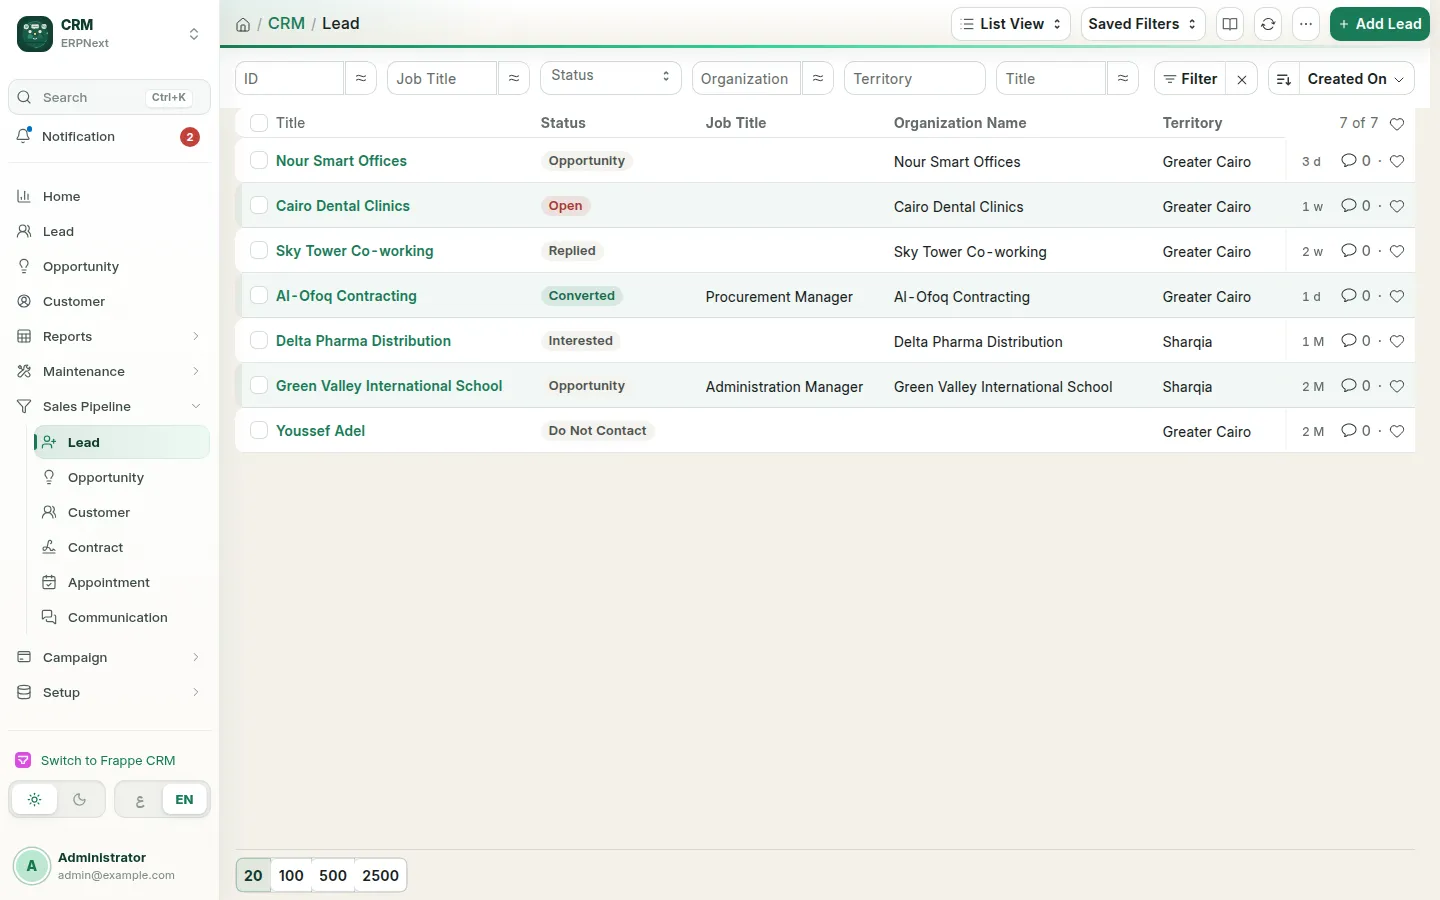 CRM
ERPNext
Search Ctrl+K
Notification 2
Home
Lead
Opportunity
Customer
Reports
Maintenance
Sales Pipeline
Lead
Opportunity
Customer
Contract
Appointment
Communication
Campaign
Setup
Switch to Frappe CRM
ع EN
A Administrator
admin@example.com
/ CRM / Lead
List View Saved Filters ··· + Add Lead
ID ≈ Job Title ≈ Status Organization ≈ Territory Title ≈ Filter × Created On
Title Status Job Title Organization Name Territory 7 of 7
Nour Smart Offices Opportunity Nour Smart Offices Greater Cairo 3 d 0 ·
Cairo Dental Clinics Open Cairo Dental Clinics Greater Cairo 1 w 0 ·
Sky Tower Co-working Replied Sky Tower Co-working Greater Cairo 2 w 0 ·
Al-Ofoq Contracting Converted Procurement Manager Al-Ofoq Contracting Greater Cairo 1 d 0 ·
Delta Pharma Distribution Interested Delta Pharma Distribution Sharqia 1 M 0 ·
Green Valley International School Opportunity Administration Manager Green Valley International School Sharqia 2 M 0 ·
Youssef Adel Do Not Contact Greater Cairo 2 M 0 ·
20 100 500 2500